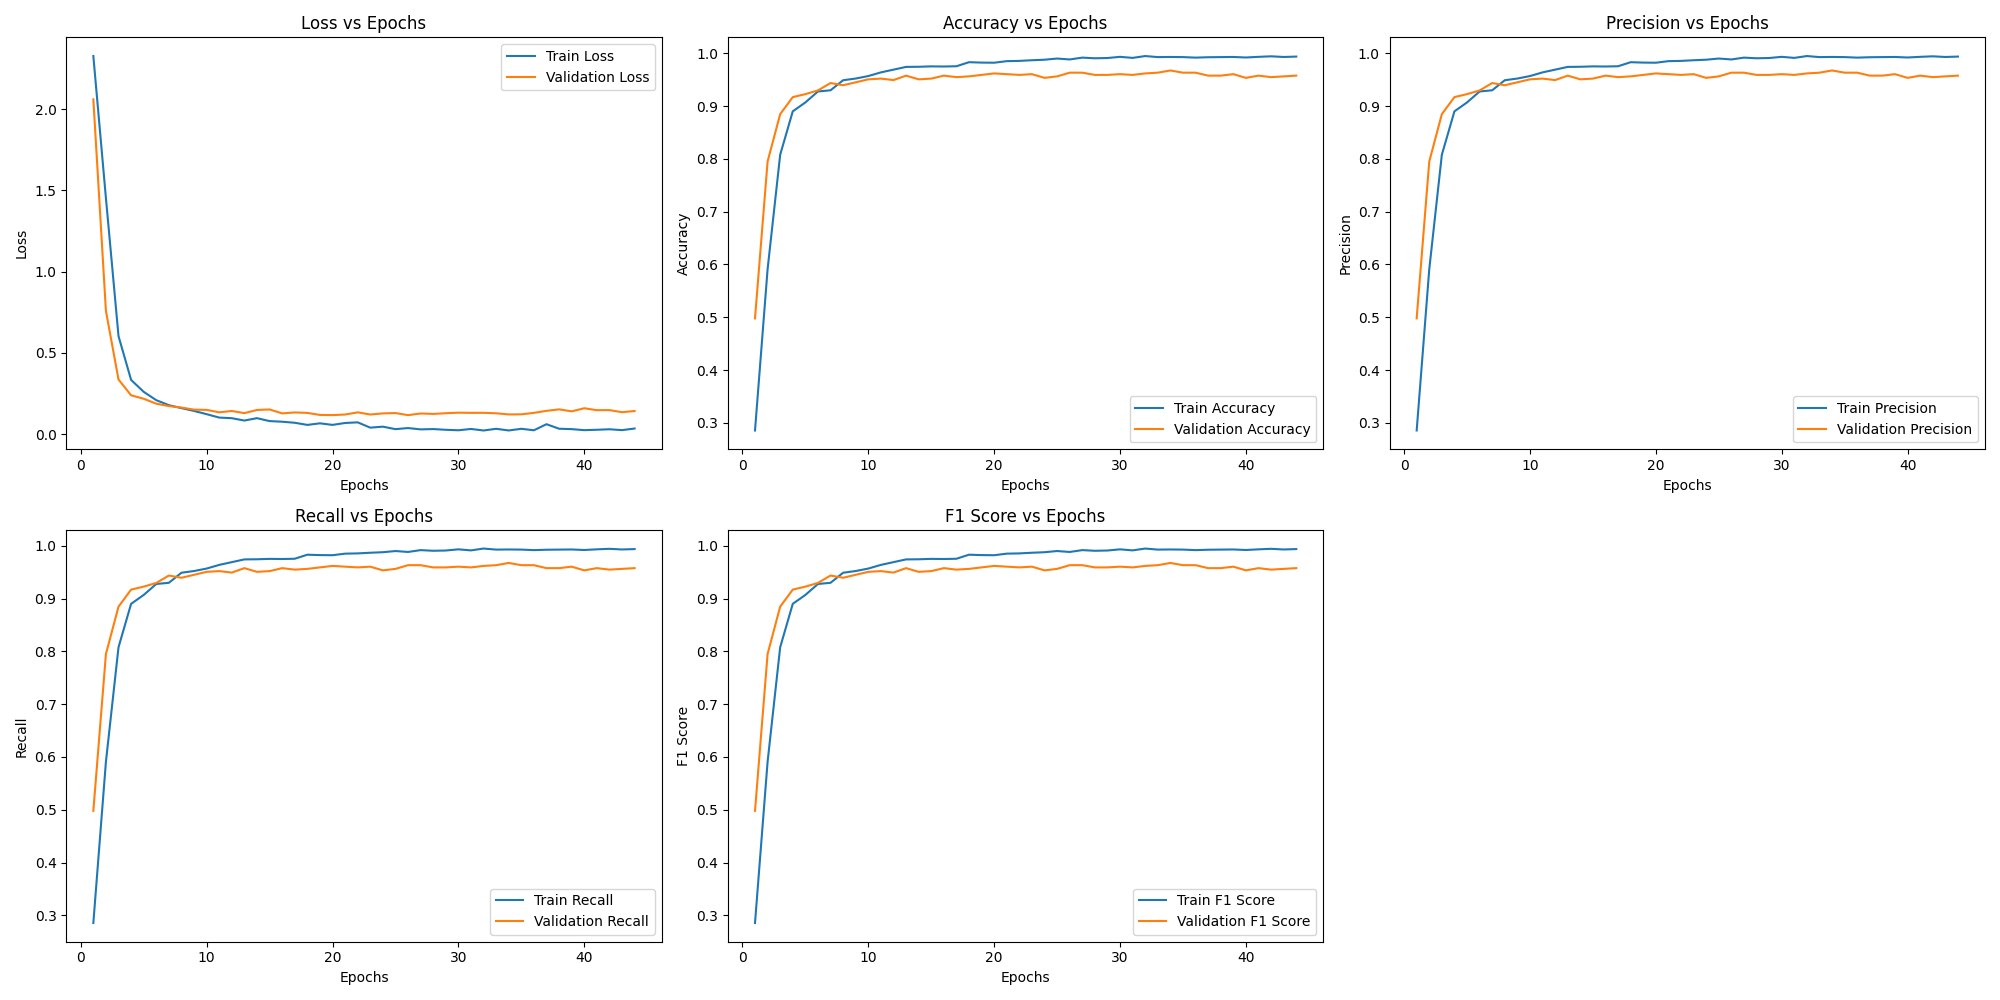 Loss vs Epochs
Train Loss
Validation Loss
2.0
1.5
1.0
0.5
0.0
Loss
0 10 20 30 40
Epochs
Accuracy vs Epochs
1.0
0.9
0.8
0.7
0.6
0.5
0.4
0.3
Accuracy
Train Accuracy
Validation Accuracy
0 10 20 30 40
Epochs
Precision vs Epochs
1.0
0.9
0.8
0.7
0.6
0.5
0.4
0.3
Precision
Train Precision
Validation Precision
0 10 20 30 40
Epochs
Recall vs Epochs
1.0
0.9
0.8
0.7
0.6
0.5
0.4
0.3
Recall
Train Recall
Validation Recall
0 10 20 30 40
Epochs
F1 Score vs Epochs
1.0
0.9
0.8
0.7
0.6
0.5
0.4
0.3
F1 Score
Train F1 Score
Validation F1 Score
0 10 20 30 40
Epochs